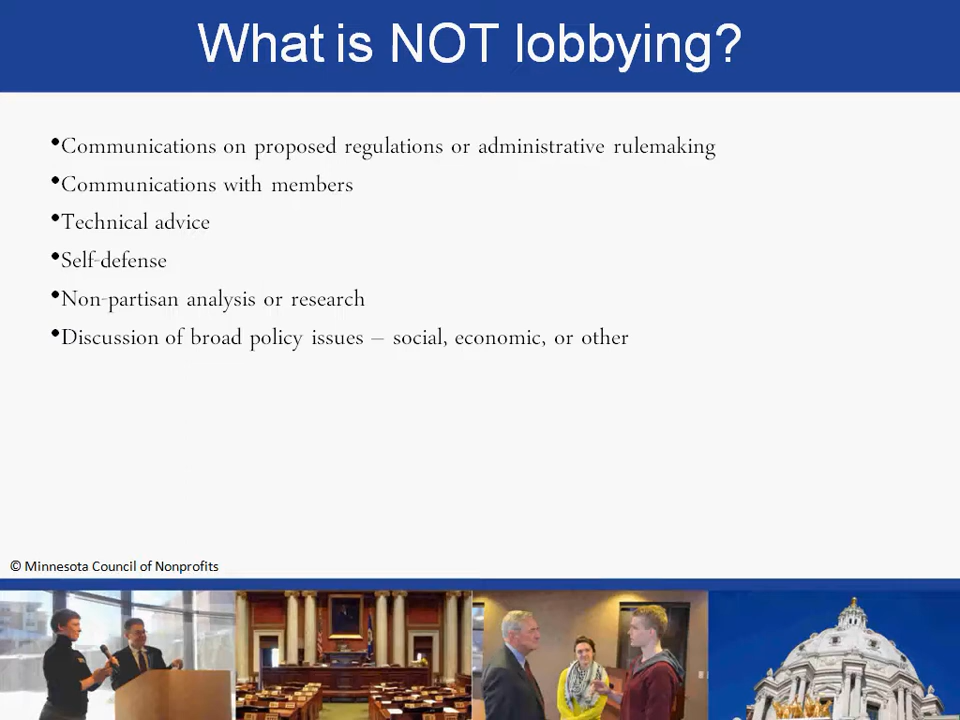 What is NOT lobbying?
•Communications on proposed regulations or administrative rulemaking
•Communications with members
•Technical advice
•Self-defense
•Non-partisan analysis or research
•Discussion of broad policy issues – social, economic, or other
© Minnesota Council of Nonprofits